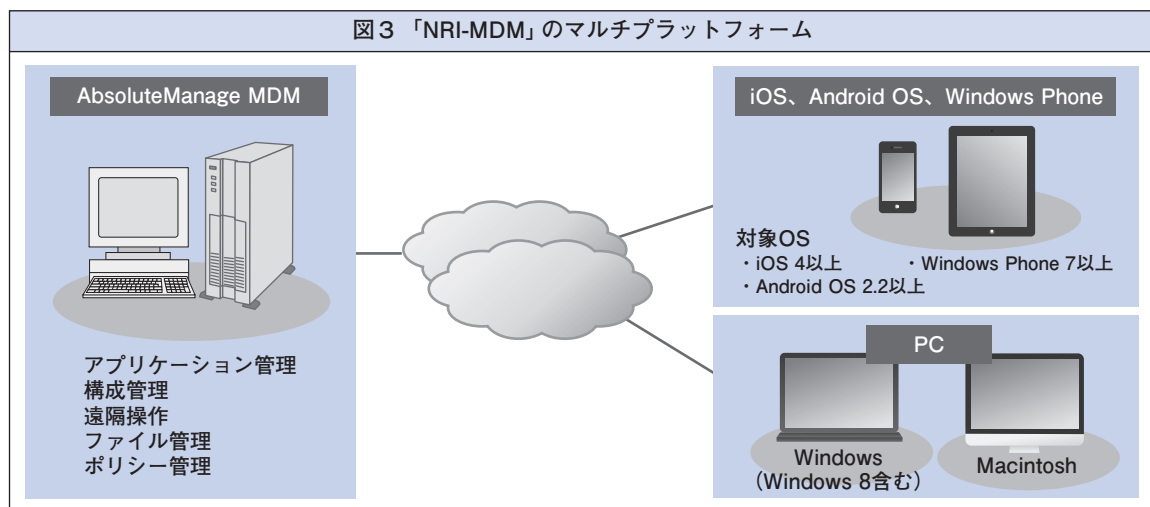 図3 「NRI-MDM」のマルチプラットフォーム
AbsoluteManage MDM
アプリケーション管理
構成管理
遠隔操作
ファイル管理
ポリシー管理
iOS、Android OS、Windows Phone
対象OS
・iOS 4以上 ・Windows Phone 7以上
・Android OS 2.2以上
PC
Windows
（Windows 8含む）
Macintosh